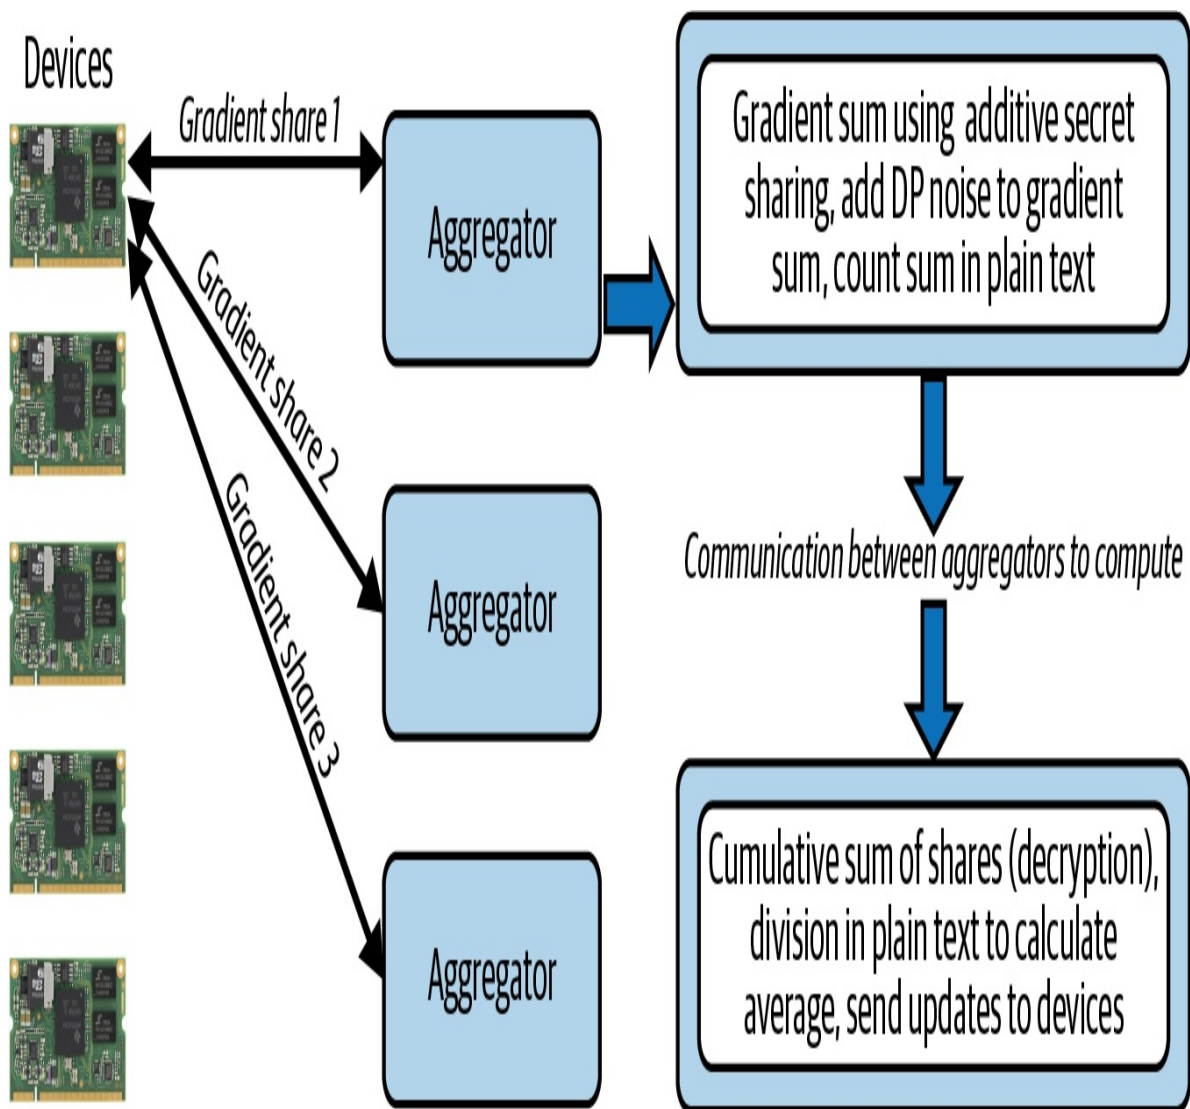 Devices
Gradient share 1
Gradient share 2
Gradient share 3
Aggregator
Aggregator
Aggregator
Gradient sum using additive secret
sharing, add DP noise to gradient
sum, count sum in plain text
Communication between aggregators to compute
Cumulative sum of shares (decryption),
division in plain text to calculate
average, send updates to devices